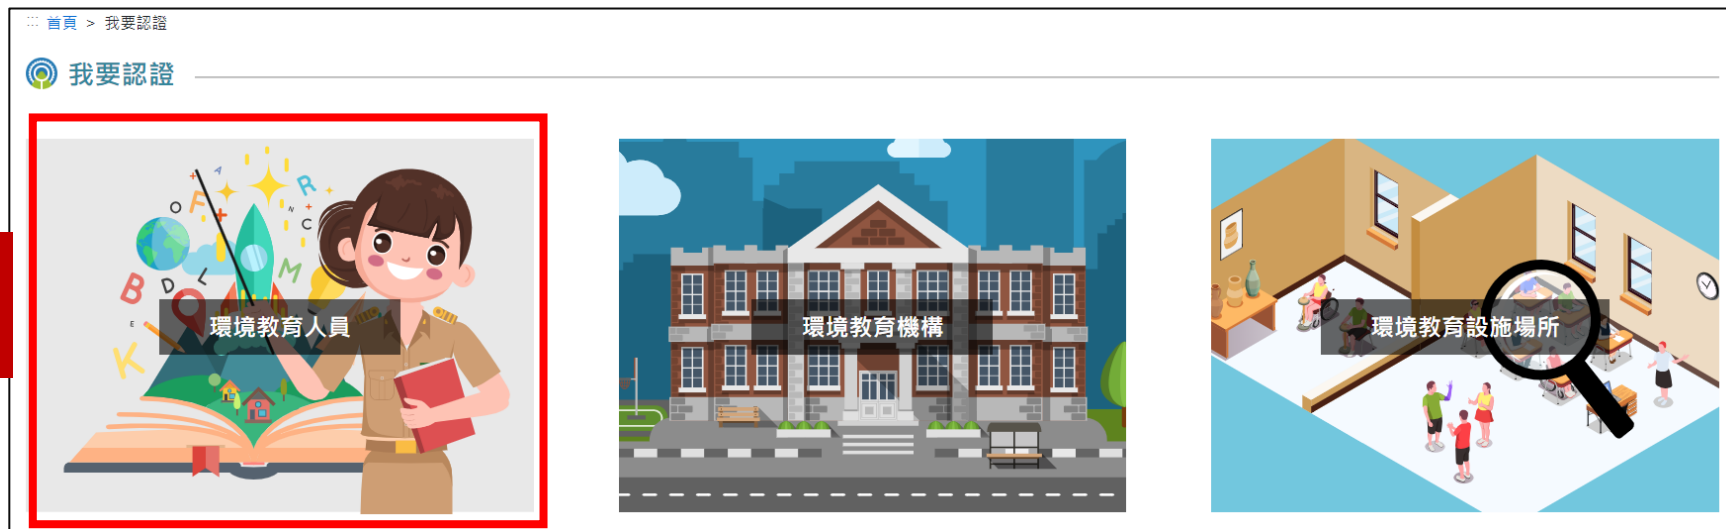 ::: 首頁 > 我要認證
我要認證
環境教育人員
環境教育機構
環境教育設施場所
A
R
O
F
N
C
M
B
D
L
E
K